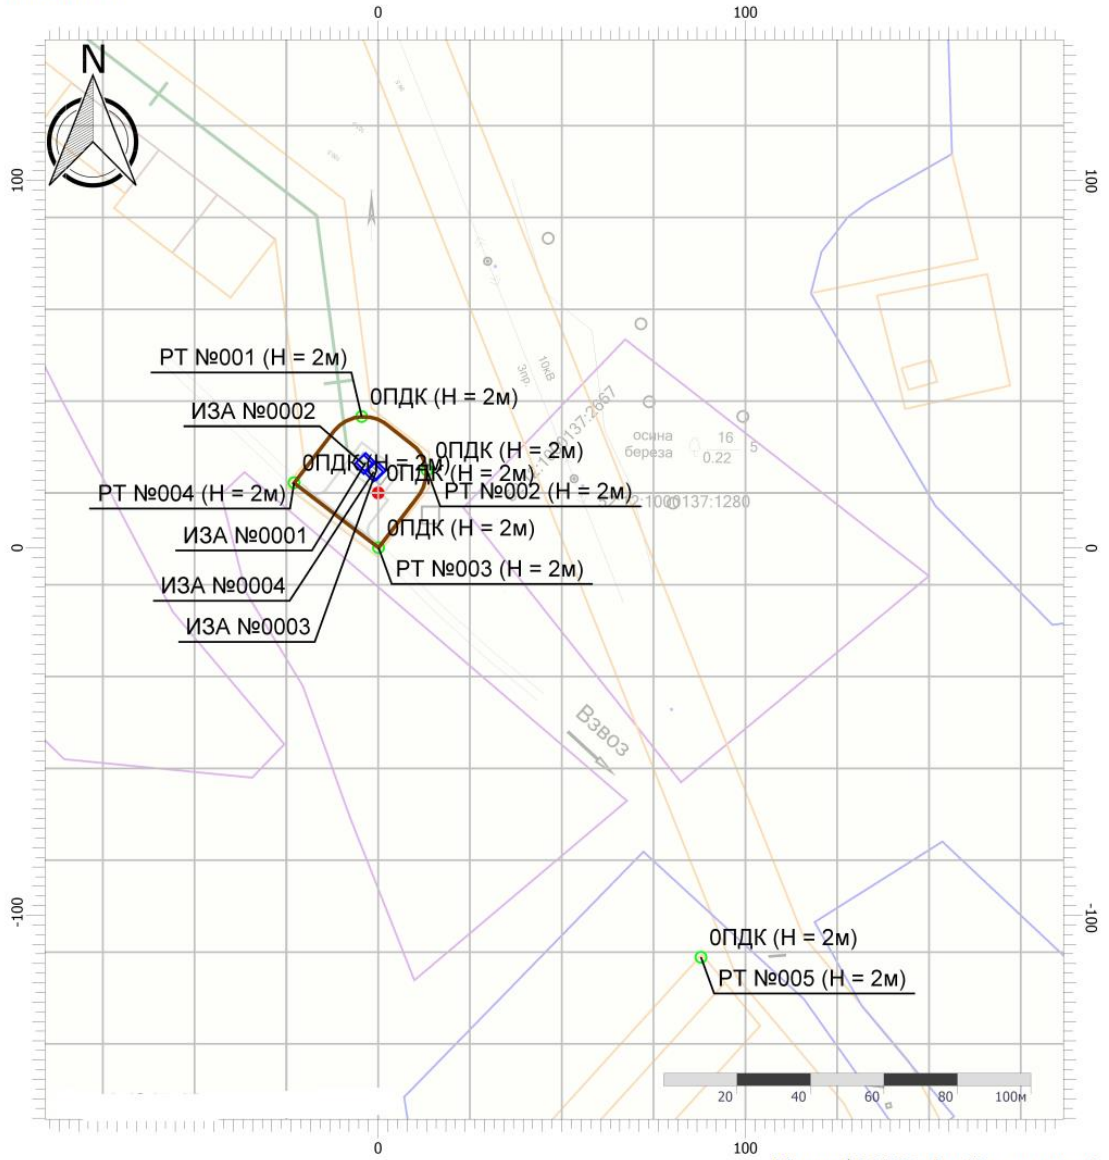 0
100
N
100
100
3пр.
10кВ
РТ №001 (Н = 2м)
0ПДК (Н = 2м)
ИЗА №0002
осина
береза
16
0.22
5
0ПДК (Н = 2м)
0ПДК (Н = 2м)
0ПДК (Н = 2м)
РТ №004 (Н = 2м)
РТ №002 (Н = 2м)
0ПДК (Н = 2м)
ИЗА №0001
0
0
РТ №003 (Н = 2м)
ИЗА №0004
ИЗА №0003
Взвоз
-100
-100
0ПДК (Н = 2м)
РТ №005 (Н = 2м)
20
40
60
80
100м
0
100